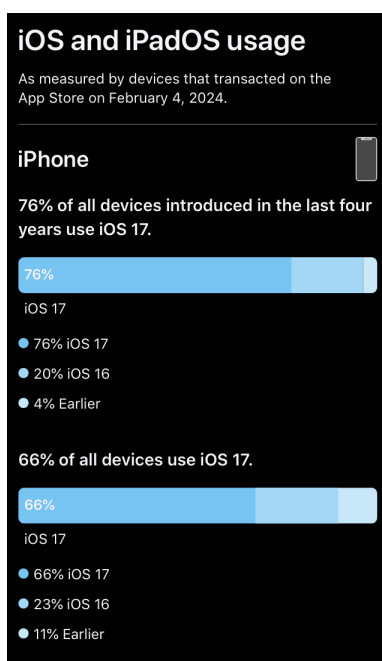 iOS and iPadOS usage
As measured by devices that transacted on the
App Store on February 4, 2024.
iPhone
76% of all devices introduced in the last four
years use iOS 17.
76%
iOS 17
76% iOS 17
20% iOS 16
4% Earlier
66% of all devices use iOS 17.
66%
iOS 17
66% iOS 17
23% iOS 16
11% Earlier